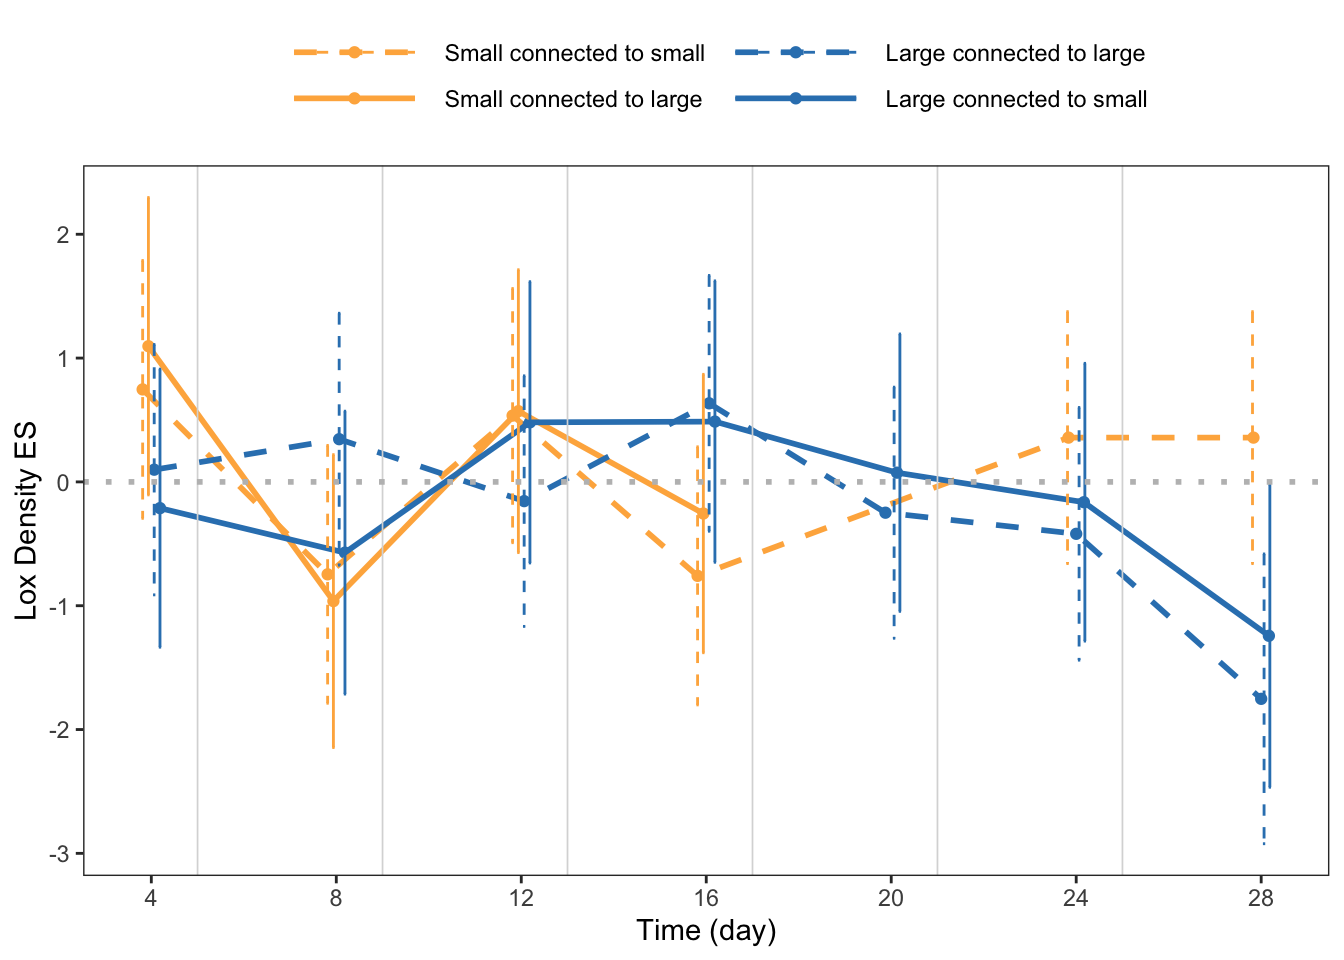 Small connected to small
Large connected to large
Small connected to large
Large connected to small
Lox Density ES
2
1
0
-1
-2
-3
4
8
12
16
20
24
28
Time (day)